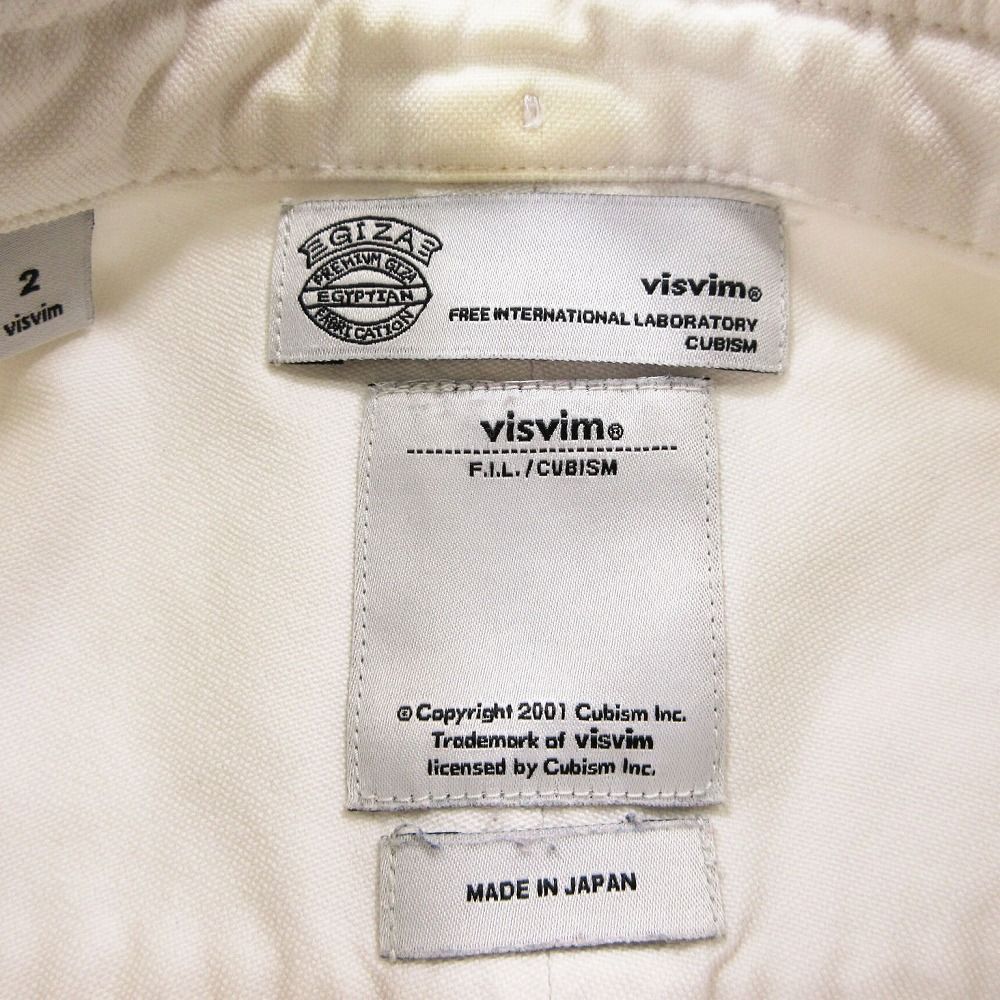 2
visvim
GIZA
PREMIUM GIZA
EGYPTIAN
FABRICATION
visvim®
FREE INTERNATIONAL LABORATORY
CUBISM
visvim®
F.I.L./CUBISM
© Copyright 2001 Cubism Inc.
Trademark of visvim
licensed by Cubism Inc.
MADE IN JAPAN